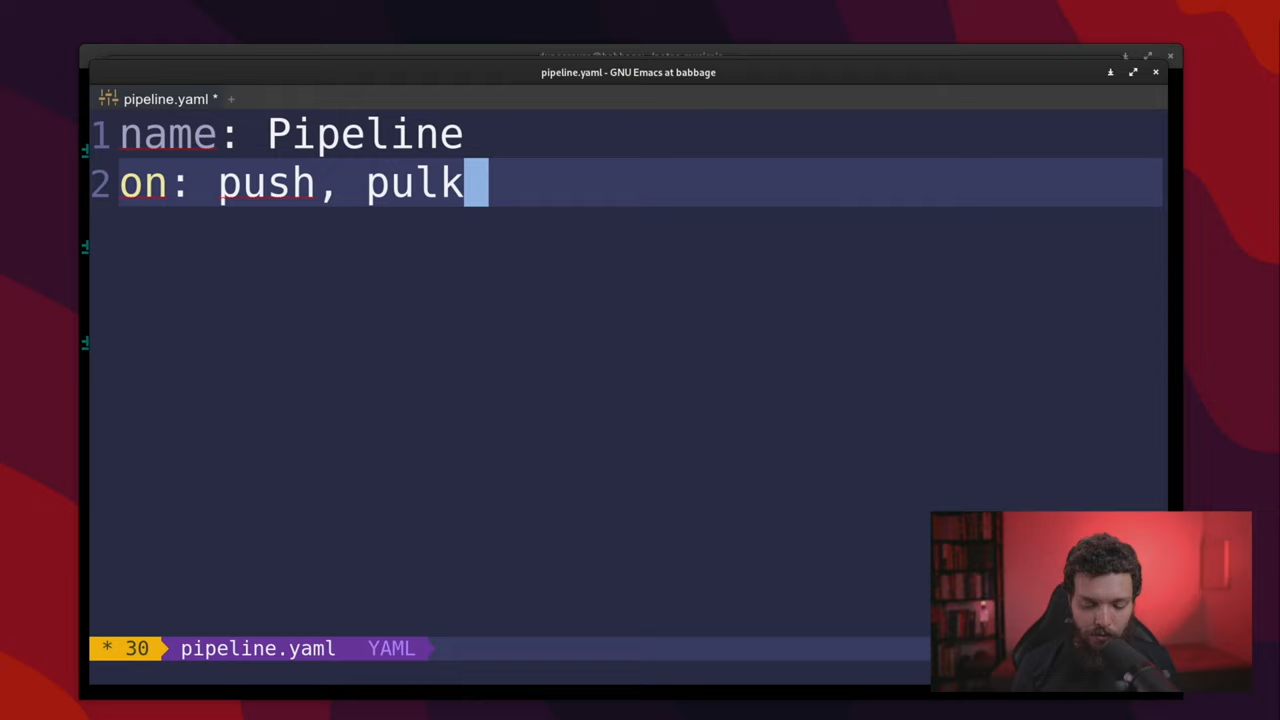 pipeline.yaml - GNU Emacs at babbage
pipeline.yaml * +
1 name: Pipeline
2 on: push, pulk
* 30 pipeline.yaml YAML